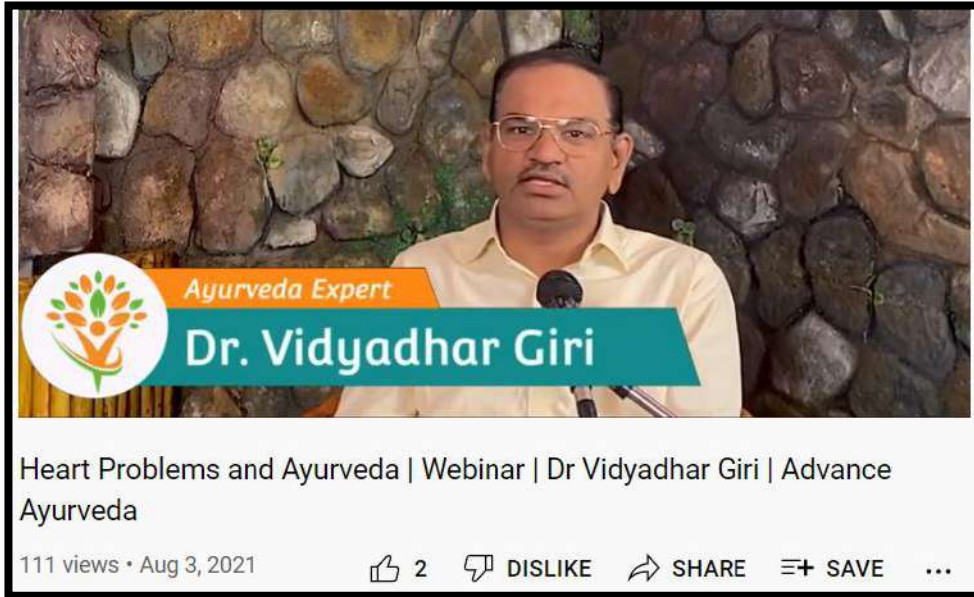 Ayurveda Expert
Dr. Vidyadhar Giri
Heart Problems and Ayurveda | Webinar | Dr Vidyadhar Giri | Advance
Ayurveda
111 views • Aug 3, 2021 2 DISLIKE SHARE SAVE ...